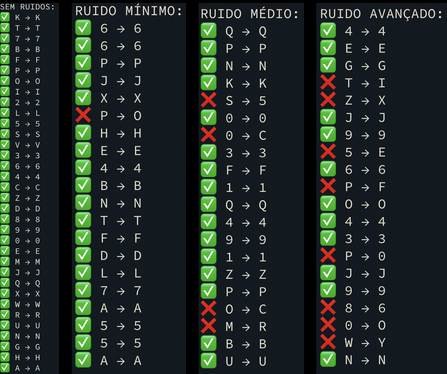 SEM RUIDOS:
✅ K → K
✅ T → T
✅ 7 → 7
✅ B → B
✅ F → F
✅ P → P
✅ O → O
✅ I → I
✅ 2 → 2
✅ L → L
✅ 5 → 5
✅ S → S
✅ V → V
✅ 3 → 3
✅ 6 → 6
✅ 4 → 4
✅ C → C
✅ Z → Z
✅ D → D
✅ 8 → 8
✅ 9 → 9
✅ 0 → 0
✅ E → E
✅ M → M
✅ J → J
✅ Q → Q
✅ X → X
✅ W → W
✅ R → R
✅ U → U
✅ N → N
✅ G → G
✅ H → H
✅ A → A
RUIDO MÍNIMO:
✅ 6 → 6
✅ 6 → 6
✅ P → P
✅ J → J
✅ X → X
❌ P → O
✅ H → H
✅ E → E
✅ 4 → 4
✅ B → B
✅ N → N
✅ T → T
✅ F → F
✅ D → D
✅ L → L
✅ 7 → 7
✅ A → A
✅ 5 → 5
✅ 5 → 5
✅ A → A
RUIDO MÉDIO:
✅ Q → Q
✅ P → P
✅ N → N
✅ K → K
❌ S → 5
✅ 0 → 0
❌ 0 → C
✅ 3 → 3
✅ F → F
✅ 1 → 1
✅ Q → Q
✅ 4 → 4
✅ 9 → 9
✅ 1 → 1
✅ Z → Z
✅ P → P
❌ O → C
❌ M → R
✅ B → B
✅ U → U
RUIDO AVANÇADO:
✅ 4 → 4
✅ E → E
✅ G → G
❌ T → I
❌ Z → X
✅ J → J
✅ 9 → 9
❌ 5 → E
✅ 6 → 6
❌ P → F
✅ O → O
✅ 4 → 4
✅ 3 → 3
❌ P → 0
✅ J → J
✅ 9 → 9
❌ 8 → 6
❌ 0 → O
❌ W → Y
✅ N → N